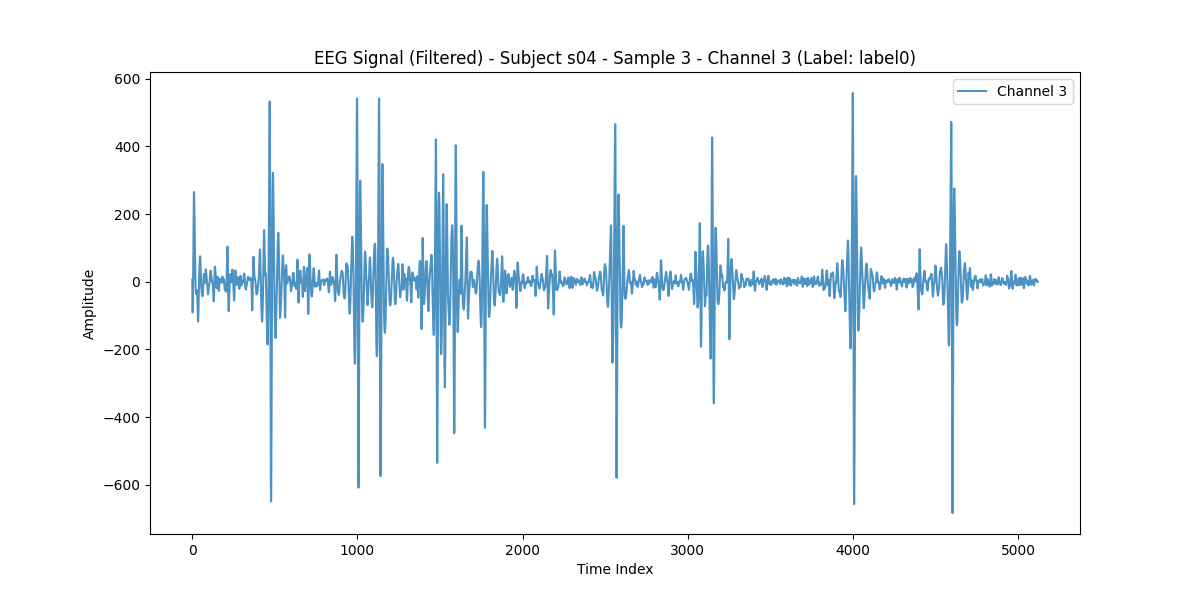 EEG Signal (Filtered) - Subject s04 - Sample 3 - Channel 3 (Label: label0)
Channel 3
600
400
200
0
−200
−400
−600
Amplitude
0 1000 2000 3000 4000 5000
Time Index